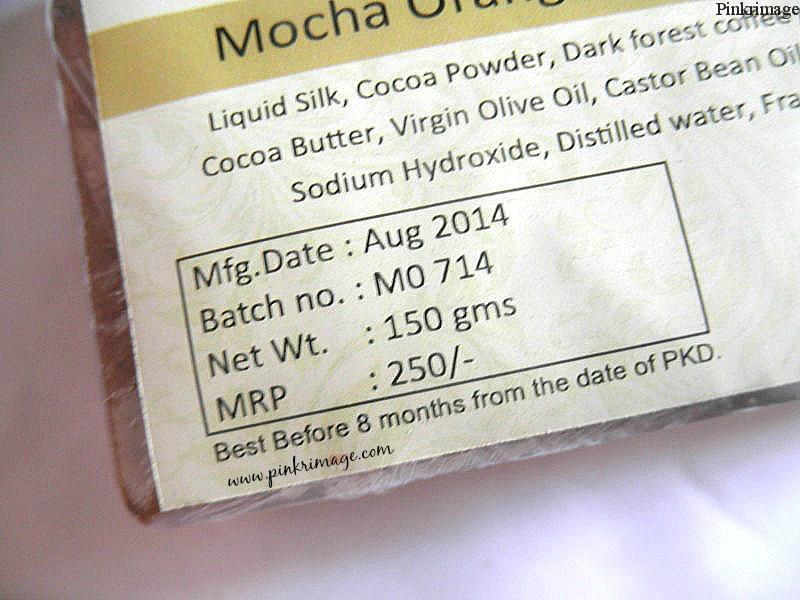 Pinkrimage
Mocha Orang
Liquid Silk, Cocoa Powder, Dark forest coffee
Cocoa Butter, Virgin Olive Oil, Castor Bean Oil
Sodium Hydroxide, Distilled water, Fra
Mfg.Date : Aug 2014
Batch no. : M0 714
Net Wt. : 150 gms
MRP : 250/-
Best Before 8 months from the date of PKD.
www.pinkrimage.com